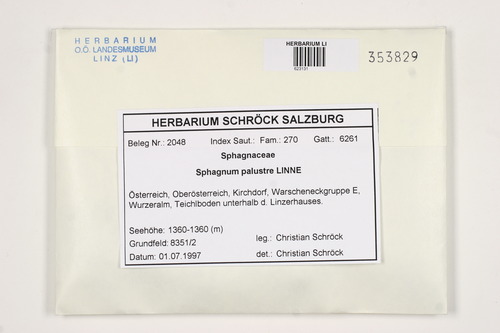 HERBARIUM
O.Ö. LANDESMUSEUM
LINZ (LI)
HERBARIUM LI
353829
HERBARIUM SCHRÖCK SALZBURG
Beleg Nr.: 2048 Index Saut.: Fam.: 270 Gatt.: 6261
Sphagnaceae
Sphagnum palustre LINNE
Österreich, Oberösterreich, Kirchdorf, Warscheneckgruppe E,
Wurzeralm, Teichlboden unterhalb d. Linzerhauses.
Seehöhe: 1360-1360 (m)
Grundfeld: 8351/2 leg.: Christian Schröck
Datum: 01.07.1997 det.: Christian Schröck